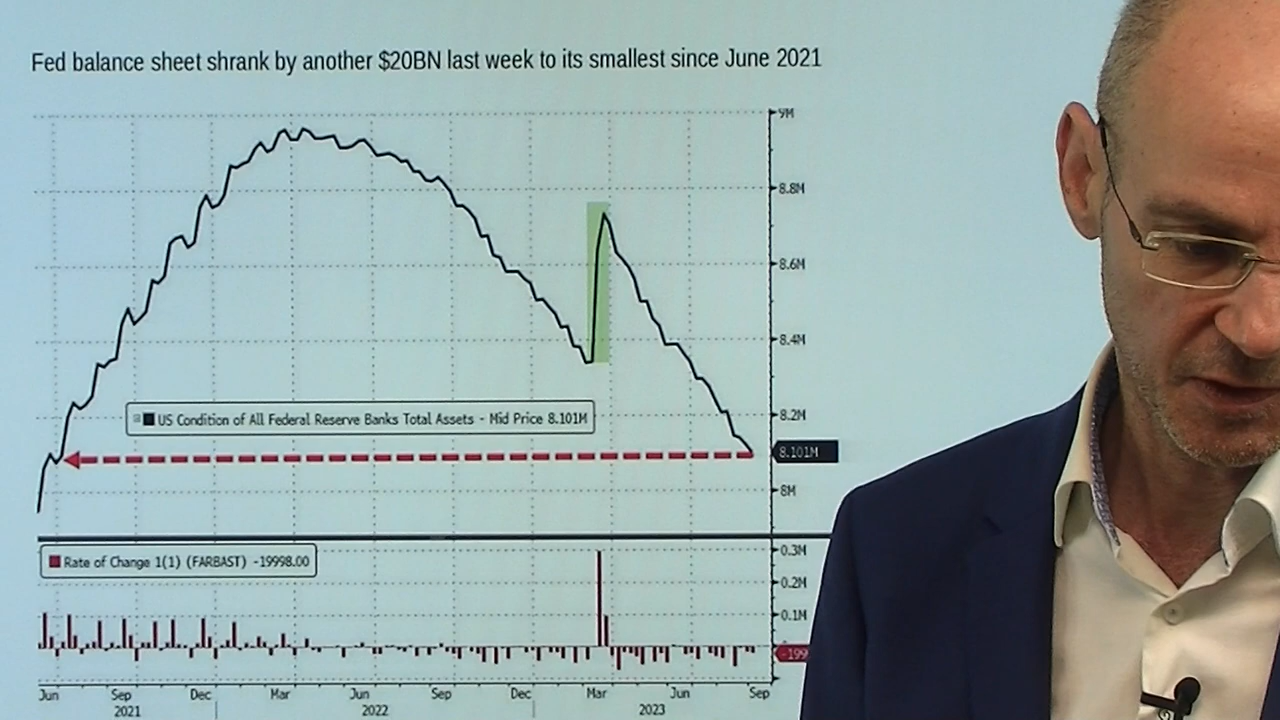 Fed balance sheet shrank by another $20BN last week to its smallest since June 2021
9M
8.8M
8.6M
8.4M
US Condition of All Federal Reserve Banks Total Assets - Mid Price 8.101M
8.2M
8.101M
8M
Rate of Change 1(1) (FARBAST) -19998.00
0.3M
0.2M
0.1M
-199
Jun Sep Dec Mar Jun Sep Dec Mar Jun Sep
2021 2022 2023